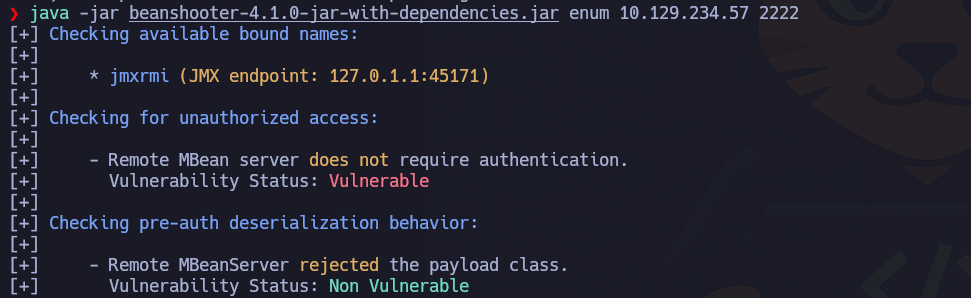 ❯ java -jar beanshooter-4.1.0-jar-with-dependencies.jar enum 10.129.234.57 2222
[+] Checking available bound names:
[+]
[+]     * jmxrmi (JMX endpoint: 127.0.1.1:45171)
[+]
[+] Checking for unauthorized access:
[+]
[+]     - Remote MBean server does not require authentication.
[+]       Vulnerability Status: Vulnerable
[+]
[+] Checking pre-auth deserialization behavior:
[+]
[+]     - Remote MBeanServer rejected the payload class.
[+]       Vulnerability Status: Non Vulnerable